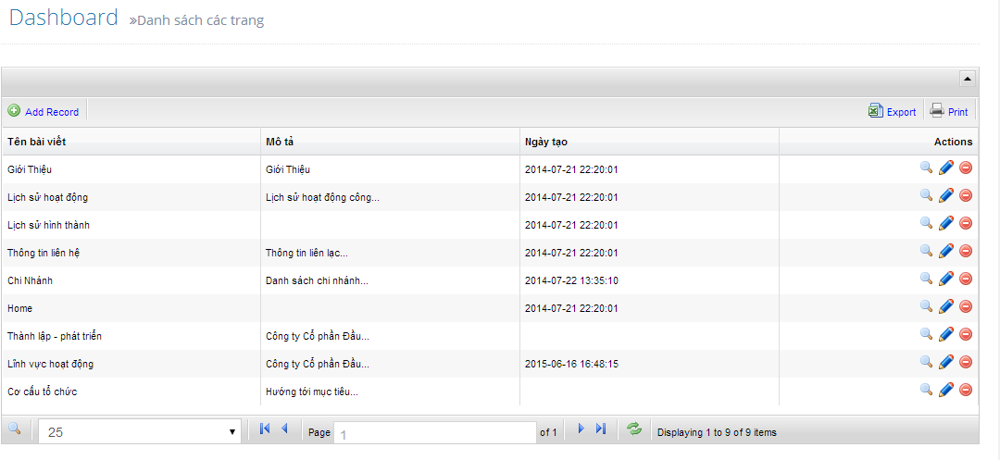 Dashboard »Danh sách các trang
Add Record Export Print
Tên bài viết Mô tả Ngày tạo Actions
Giới Thiệu Giới Thiệu 2014-07-21 22:20:01
Lịch sử hoạt động Lịch sử hoạt động công... 2014-07-21 22:20:01
Lịch sử hình thành 2014-07-21 22:20:01
Thông tin liên hệ Thông tin liên lạc... 2014-07-21 22:20:01
Chi Nhánh Danh sách chi nhánh... 2014-07-22 13:35:10
Home 2014-07-21 22:20:01
Thành lập - phát triển Công ty Cổ phần Đầu...
Lĩnh vực hoạt động Công ty Cổ phần Đầu... 2015-06-16 16:48:15
Cơ cấu tổ chức Hướng tới mục tiêu...
25 Page 1 of 1 Displaying 1 to 9 of 9 items